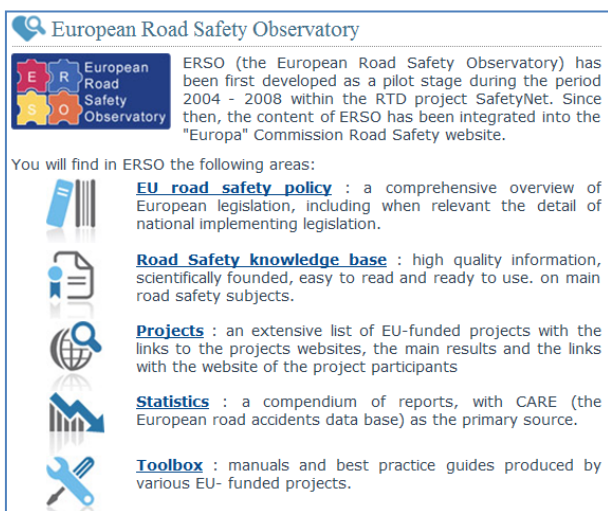 European Road Safety Observatory
E R
S O
European
Road
Safety
Observatory
ERSO (the European Road Safety Observatory) has
been first developed as a pilot stage during the period
2004 - 2008 within the RTD project SafetyNet. Since
then, the content of ERSO has been integrated into the
"Europa" Commission Road Safety website.
You will find in ERSO the following areas:
EU road safety policy : a comprehensive overview of
European legislation, including when relevant the detail of
national implementing legislation.
Road Safety knowledge base : high quality information,
scientifically founded, easy to read and ready to use. on main
road safety subjects.
Projects : an extensive list of EU-funded projects with the
links to the projects websites, the main results and the links
with the website of the project participants
Statistics : a compendium of reports, with CARE (the
European road accidents data base) as the primary source.
Toolbox : manuals and best practice guides produced by
various EU- funded projects.